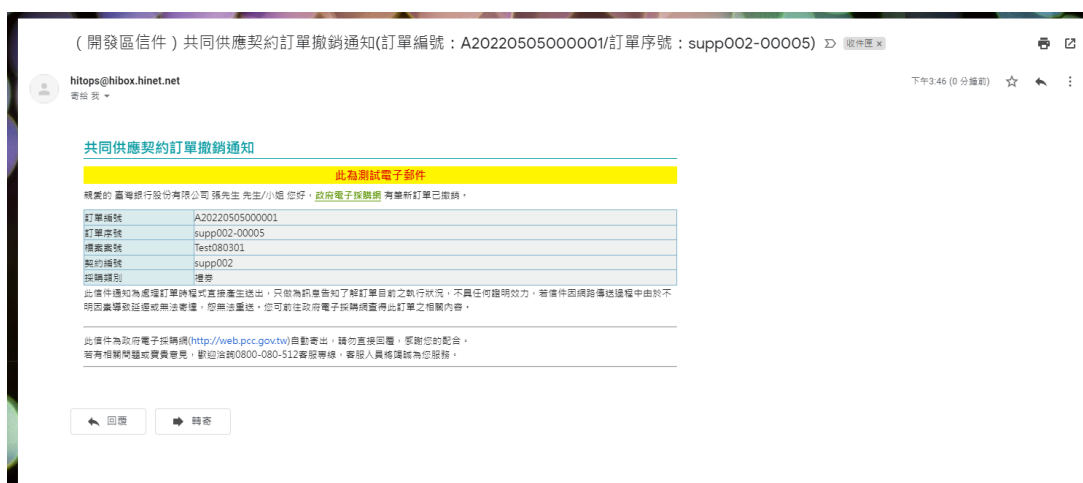 (開發區信件)共同供應契約訂單撤銷通知(訂單編號:A20220505000001/訂單序號:supp002-00005) 收件匣 x
hitops@hibox.hinet.net
下午3:46 (0 分鐘前)
寄給 我
共同供應契約訂單撤銷通知
此為測試電子郵件
親愛的 臺灣銀行股份有限公司 張先生 先生/小姐 您好,政府電子採購網 有筆新訂單已撤銷。
訂單編號 A20220505000001
訂單序號 supp002-00005
標案案號 Test080301
契約編號 supp002
採購類別 禮券
此信件通知為處理訂單時程式直接產生送出,只做為訊息告知了解訂單目前之執行狀況,不具任何證明效力。若信件因網路傳送過程中由於不
明因素導致延遲或無法寄達,恕無法重送。您可前往政府電子採購網查得此訂單之相關內容。
此信件為政府電子採購網(http://web.pcc.gov.tw)自動寄出,請勿直接回覆,感謝您的配合。
若有相關問題或寶貴意見,歡迎洽詢0800-080-512客服專線,客服人員將竭誠為您服務。
回覆
轉寄